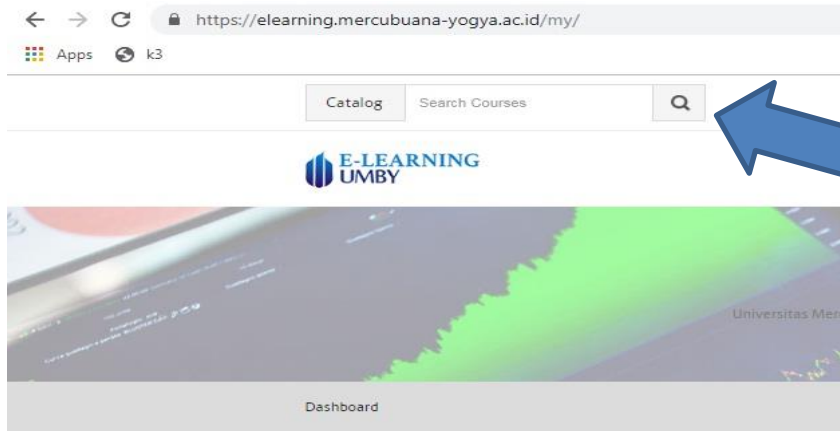 https://elearning.mercubuana-yogya.ac.id/my/
Apps k3
Catalog Search Courses
E-LEARNING
UMBY
Universitas Mer
Dashboard